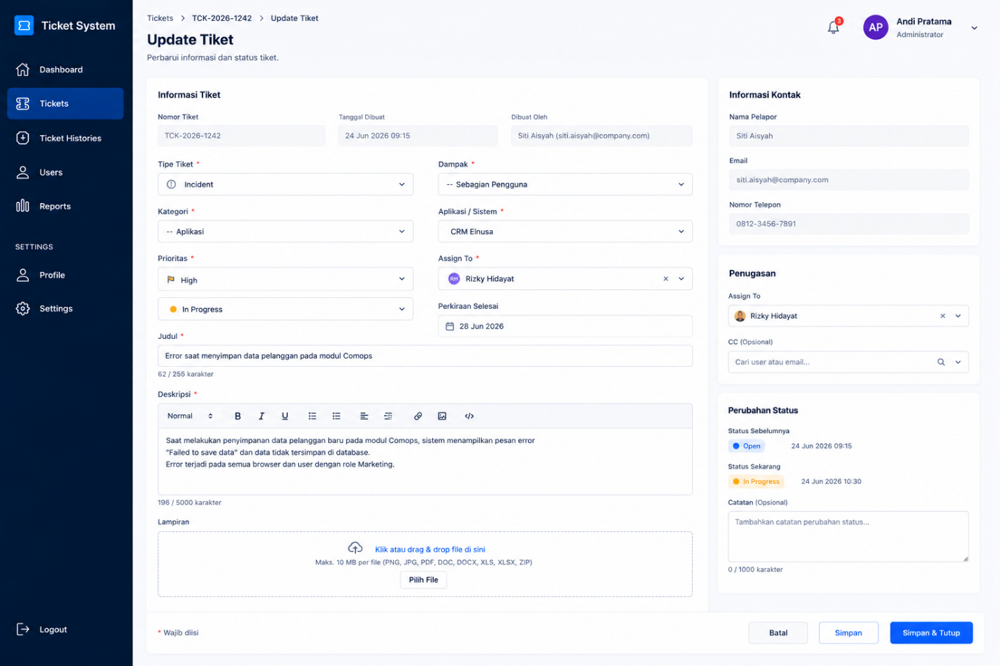 Ticket System
Dashboard
Tickets
Ticket Histories
Users
Reports
SETTINGS
Profile
Settings
Logout
Tickets > TCK-2026-1242 > Update Tiket
Update Tiket
Perbarui informasi dan status tiket.
3
AP
Andi Pratama
Administrator
Informasi Tiket
Nomor Tiket
TCK-2026-1242
Tanggal Dibuat
24 Jun 2026 09:15
Dibuat Oleh
Siti Aisyah (siti.aisyah@company.com)
Tipe Tiket *
Incident
Dampak *
-- Sebagian Pengguna
Kategori *
-- Aplikasi
Aplikasi / Sistem *
CRM Elnusa
Prioritas *
High
Assign To *
RH Rizky Hidayat
In Progress
Perkiraan Selesai
28 Jun 2026
Judul *
Error saat menyimpan data pelanggan pada modul Comops
62 / 255 karakter
Deskripsi *
Normal B I U </>
Saat melakukan penyimpanan data pelanggan baru pada modul Comops, sistem menampilkan pesan error
"Failed to save data" dan data tidak tersimpan di database.
Error terjadi pada semua browser dan user dengan role Marketing.
196 / 5000 karakter
Lampiran
Klik atau drag & drop file di sini
Maks. 10 MB per file (PNG, JPG, PDF, DOC, DOCX, XLS, XLSX, ZIP)
Pilih File
Informasi Kontak
Nama Pelapor
Siti Aisyah
Email
siti.aisyah@company.com
Nomor Telepon
0812-3456-7891
Penugasan
Assign To
Rizky Hidayat
CC (Opsional)
Cari user atau email...
Perubahan Status
Status Sebelumnya
Open 24 Jun 2026 09:15
Status Sekarang
In Progress 24 Jun 2026 10:30
Catatan (Opsional)
Tambahkan catatan perubahan status...
0 / 1000 karakter
* Wajib diisi
Batal
Simpan
Simpan & Tutup